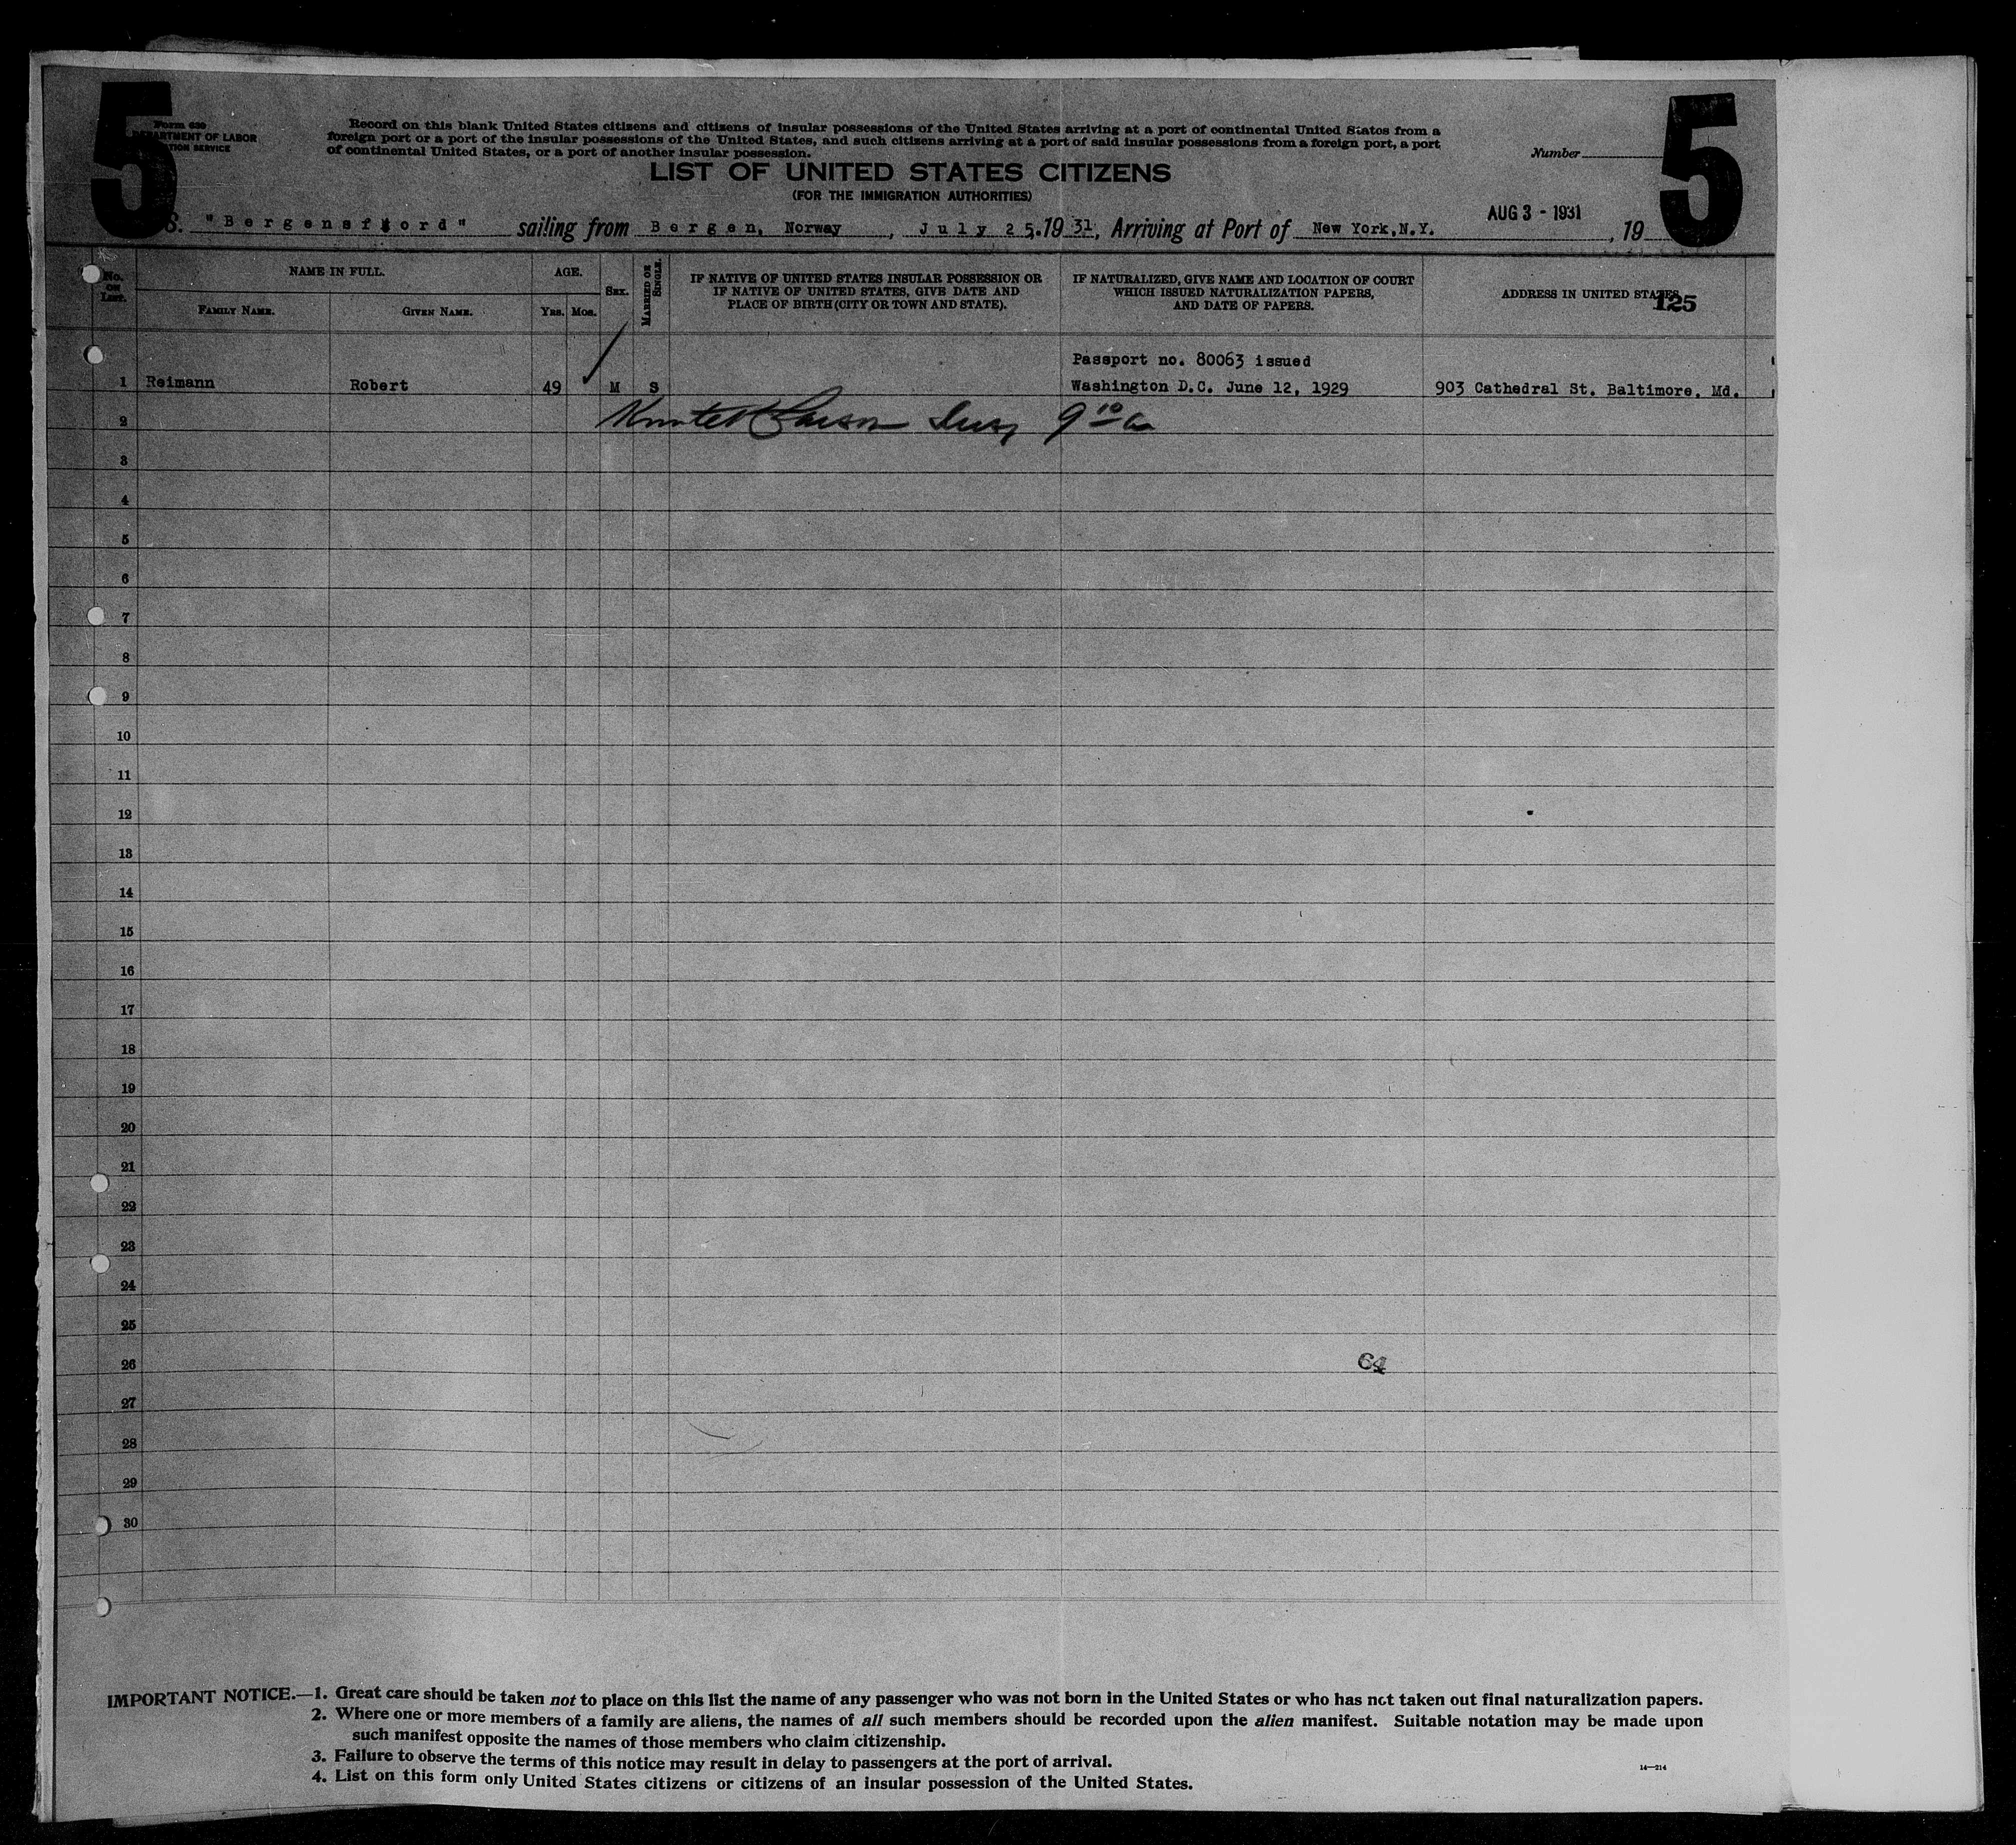 5
5
Form 630
DEPARTMENT OF LABOR
Record on this blank United States citizens and citizens of insular possessions of the United States arriving at a port of continental United States from a
foreign port or a port of the insular possessions of the United States, and such citizens arriving at a port of said insular possessions from a foreign port, a port
of continental United States, or a port of another insular possession.
Number
LIST OF UNITED STATES CITIZENS
(FOR THE IMMIGRATION AUTHORITIES)
S. "Bergensfjord" sailing from Bergen, Norway, July 25. 1931, Arriving at Port of New York, N.Y. AUG 3 - 1931, 19
No. on List.
NAME IN FULL.
AGE.
Sex.
Married or Single.
IF NATIVE OF UNITED STATES INSULAR POSSESSION OR
IF NATIVE OF UNITED STATES, GIVE DATE AND
PLACE OF BIRTH (CITY OR TOWN AND STATE).
IF NATURALIZED, GIVE NAME AND LOCATION OF COURT
WHICH ISSUED NATURALIZATION PAPERS,
AND DATE OF PAPERS.
ADDRESS IN UNITED STATES
125
Family Name.
Given Name.
Yrs.
Mos.
Passport no. 80063 issued
1 Reimann Robert 49 M S Washington D.C. June 12, 1929 903 Cathedral St. Baltimore, Md.
2
3
4
5
6
7
8
9
10
11
12
13
14
15
16
17
18
19
20
21
22
23
24
25
26 64
27
28
29
30
IMPORTANT NOTICE.—1. Great care should be taken not to place on this list the name of any passenger who was not born in the United States or who has not taken out final naturalization papers.
2. Where one or more members of a family are aliens, the names of all such members should be recorded upon the alien manifest. Suitable notation may be made upon
such manifest opposite the names of those members who claim citizenship.
3. Failure to observe the terms of this notice may result in delay to passengers at the port of arrival.
4. List on this form only United States citizens or citizens of an insular possession of the United States.
14—214